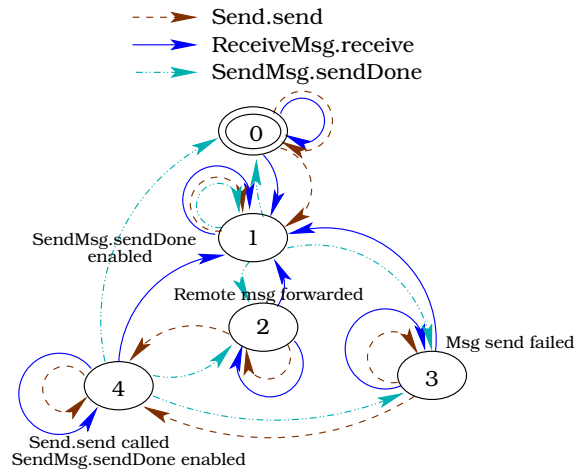 Send.send
ReceiveMsg.receive
SendMsg.sendDone
0
1
SendMsg.sendDone
enabled
Remote msg forwarded
2
Msg send failed
3
4
Send.send called
SendMsg.sendDone enabled